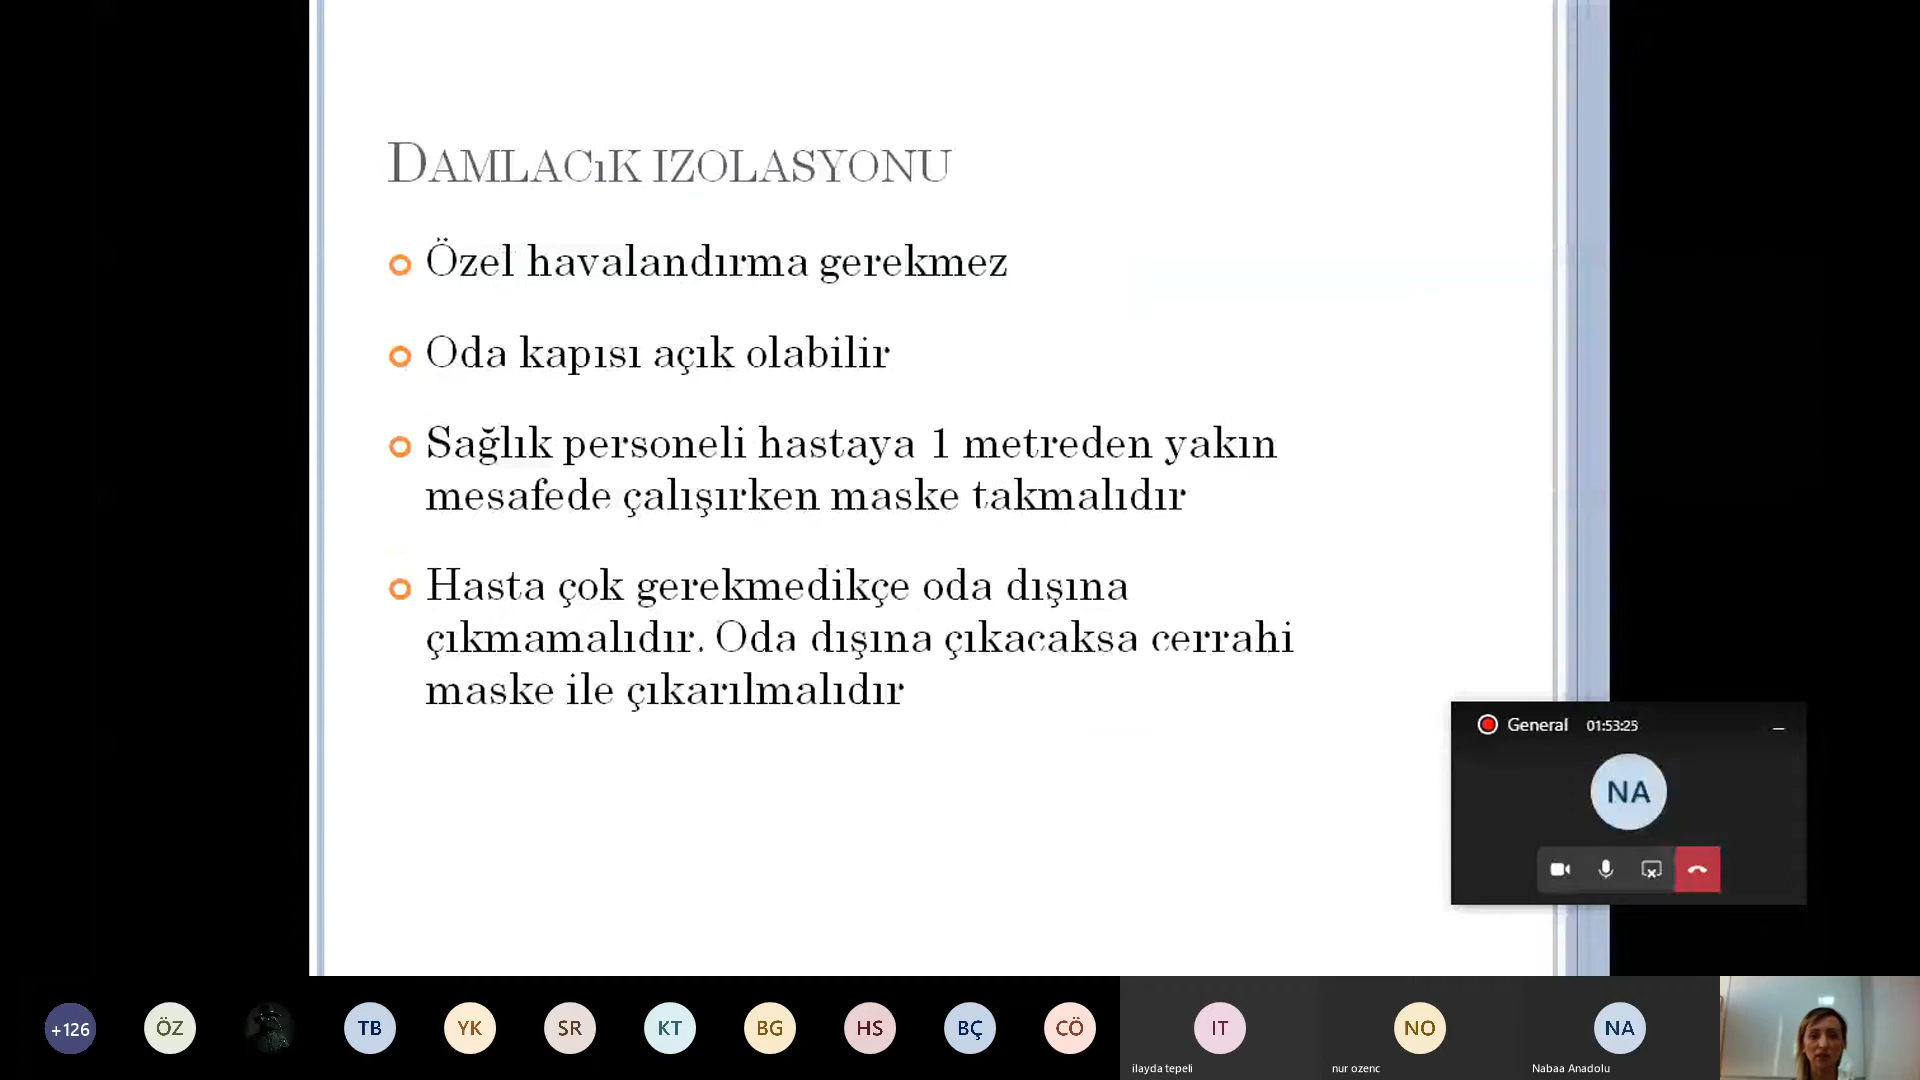 DAMLACıK IZOLASYONU
Özel havalandırma gerekmez
Oda kapısı açık olabilir
Sağlık personeli hastaya 1 metreden yakın
mesafede çalışırken maske takmalıdır
Hasta çok gerekmedikçe oda dışına
çıkmamalıdır. Oda dışına çıkacaksa cerrahi
maske ile çıkarılmalıdır
General 01:53:25
NA
+126 ÖZ TB YK SR KT BG HS BÇ CÖ IT NO NA
ilayda tepeli nur ozenc Nabaa Anadolu